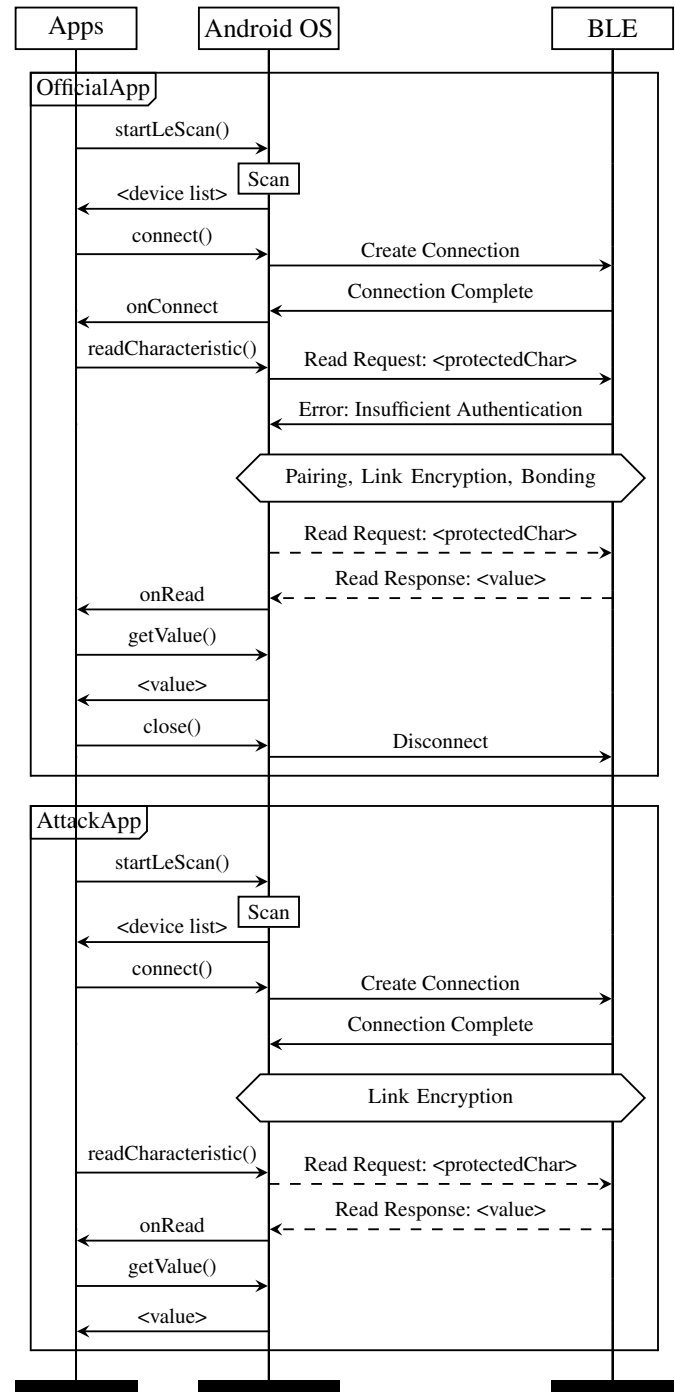 Apps
Android OS
BLE
OfficialApp
startLeScan()
Scan
<device list>
connect()
Create Connection
Connection Complete
onConnect
readCharacteristic()
Read Request: <protectedChar>
Error: Insufficient Authentication
Pairing, Link Encryption, Bonding
Read Request: <protectedChar>
Read Response: <value>
onRead
getValue()
<value>
close()
Disconnect
AttackApp
startLeScan()
Scan
<device list>
connect()
Create Connection
Connection Complete
Link Encryption
readCharacteristic()
Read Request: <protectedChar>
Read Response: <value>
onRead
getValue()
<value>